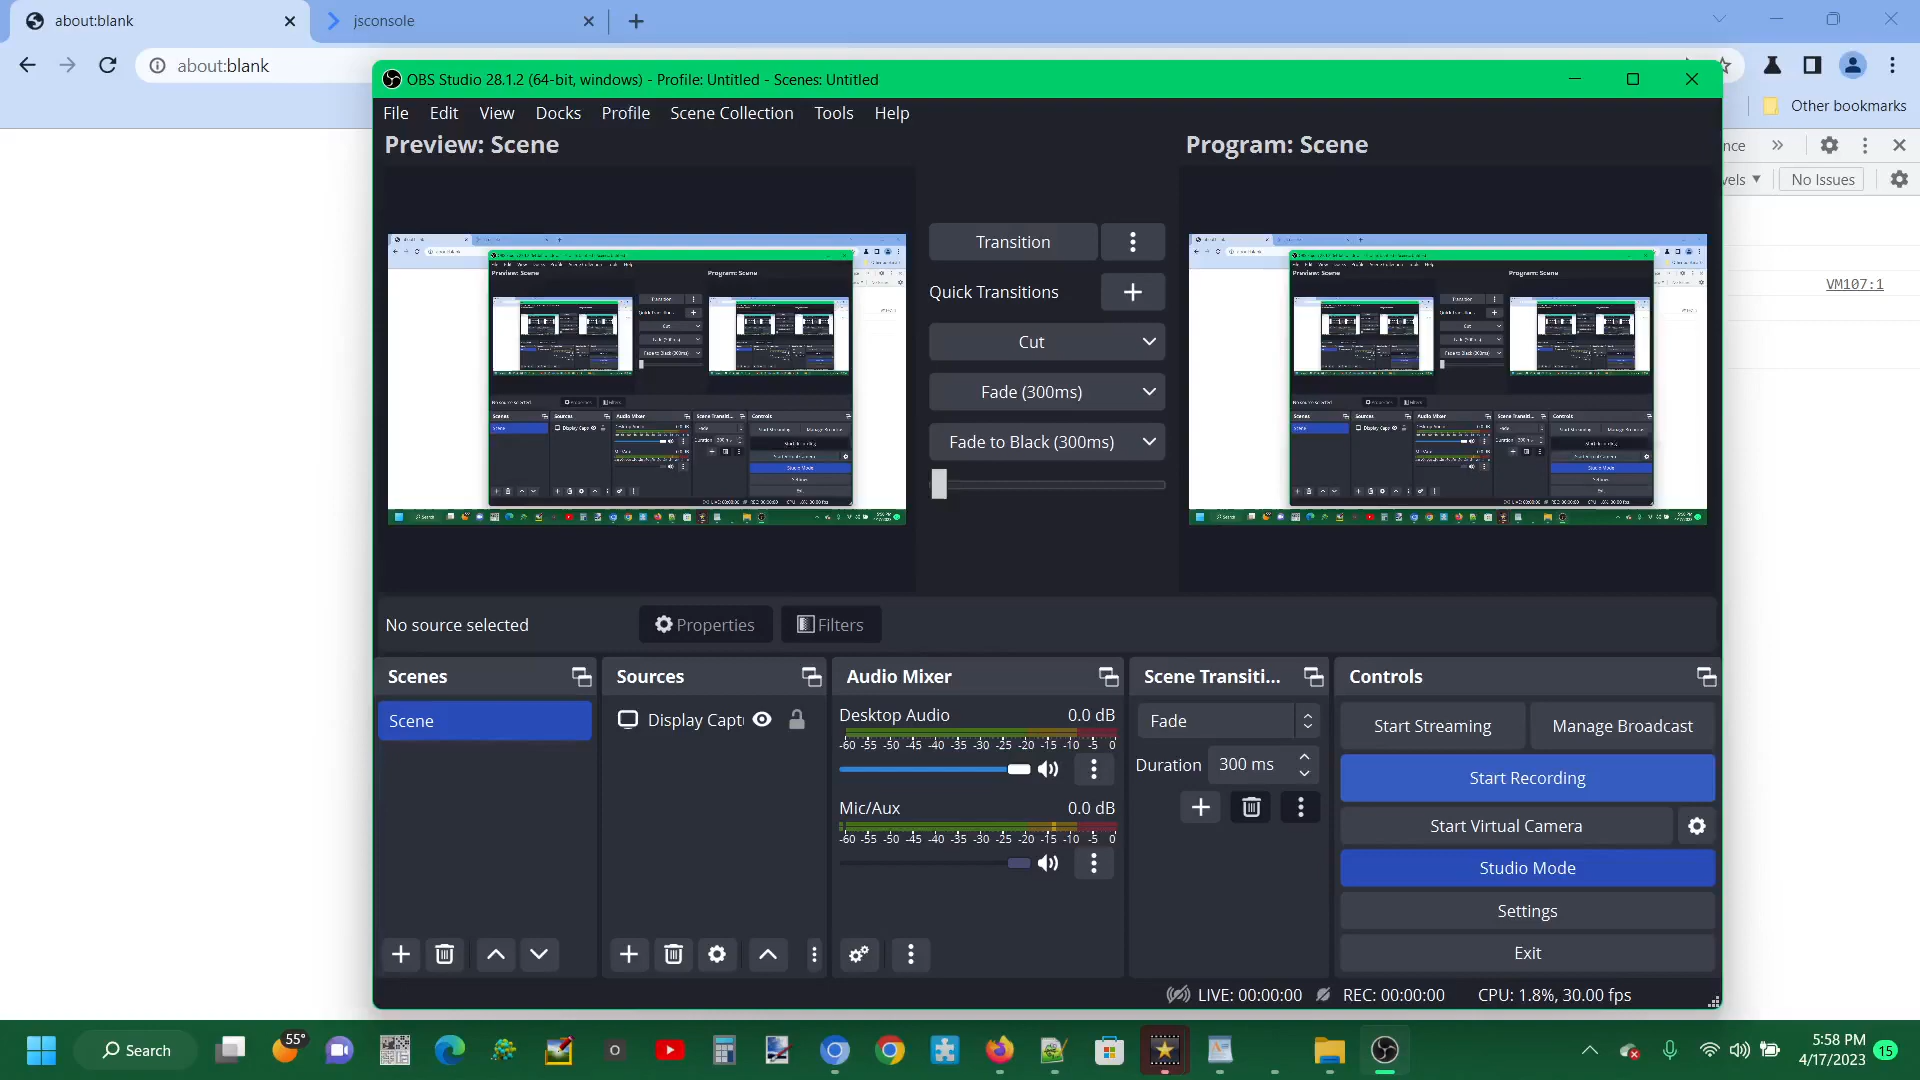 about:blank
jsconsole
about:blank
Other bookmarks
OBS Studio 28.1.2 (64-bit, windows) - Profile: Untitled - Scenes: Untitled
File Edit View Docks Profile Scene Collection Tools Help
Preview: Scene
Program: Scene
nce
vels
No Issues
VM107:1
Transition
Quick Transitions
Cut
Fade (300ms)
Fade to Black (300ms)
No source selected
Properties
Filters
Scenes
Scene
Sources
Display Capt
Audio Mixer
Desktop Audio 0.0 dB
-60 -55 -50 -45 -40 -35 -30 -25 -20 -15 -10 -5 0
Mic/Aux 0.0 dB
-60 -55 -50 -45 -40 -35 -30 -25 -20 -15 -10 -5 0
Scene Transiti...
Fade
Duration 300 ms
Controls
Start Streaming
Manage Broadcast
Start Recording
Start Virtual Camera
Studio Mode
Settings
Exit
LIVE: 00:00:00
REC: 00:00:00
CPU: 1.8%, 30.00 fps
Search
55°
5:58 PM
4/17/2023
15